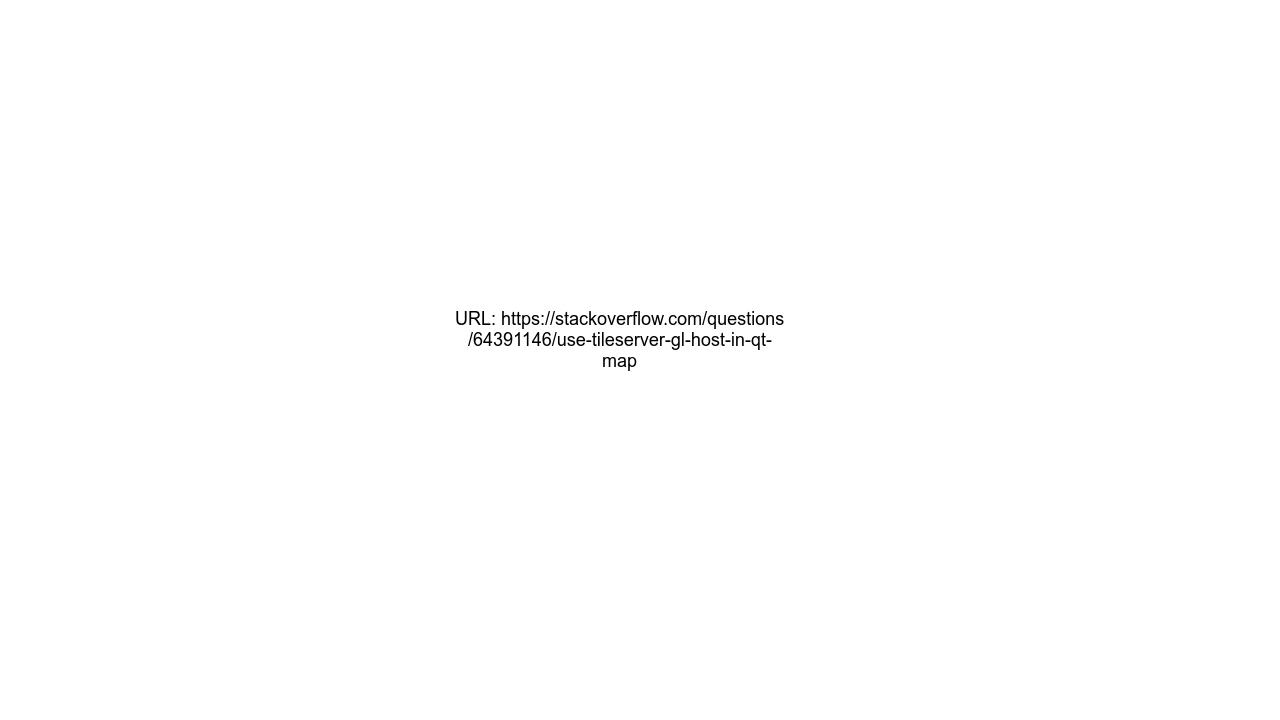 URL: https://stackoverflow.com/questions
/64391146/use-tileserver-gl-host-in-qt-
map